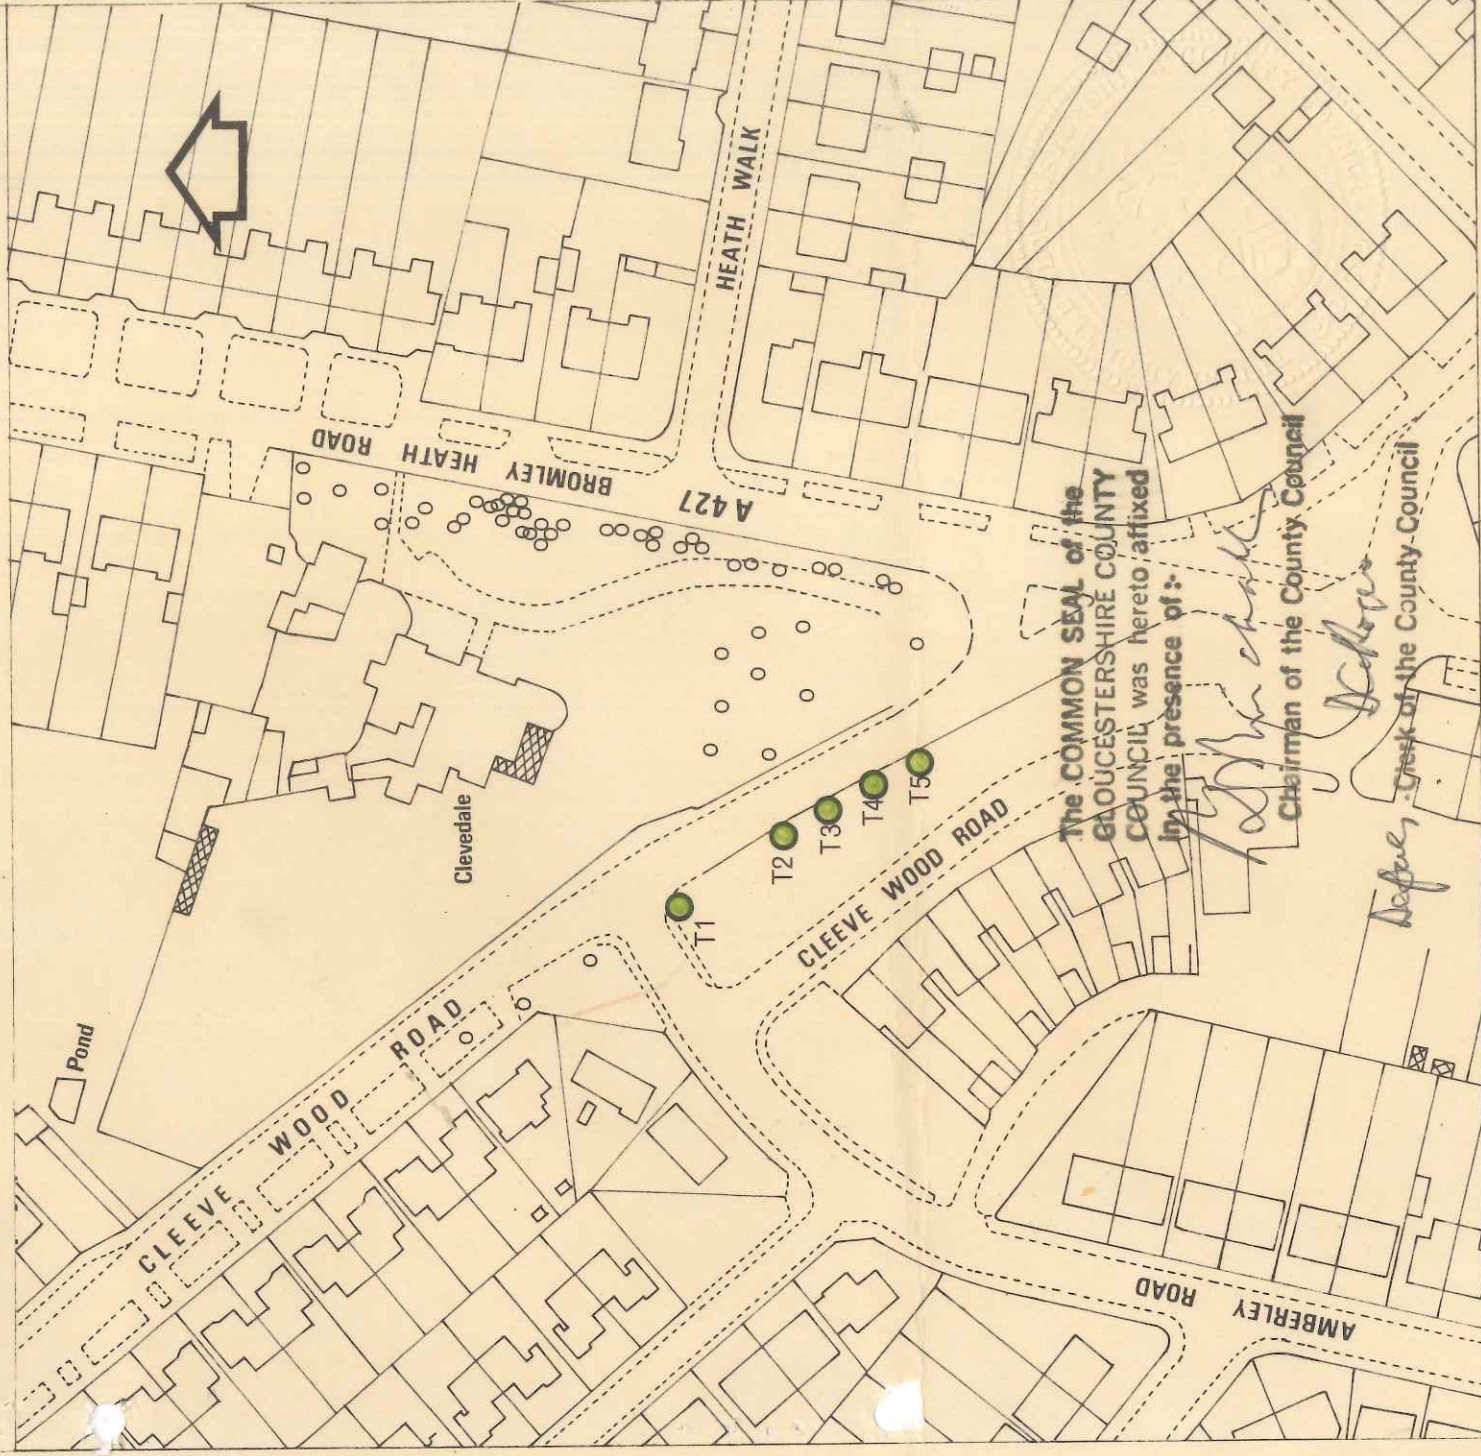 HEATH WALK
BROMLEY HEATH ROAD
A 427
Clevedale
Pond
CLEEVE WOOD ROAD
T1
T2
T3
T4
T5
CLEEVE WOOD ROAD
AMBERLEY ROAD
The COMMON SEAL of the
GLOUCESTERSHIRE COUNTY
COUNCIL was hereto affixed
in the presence of :-
Chairman of the County Council
Deputy Clerk of the County Council